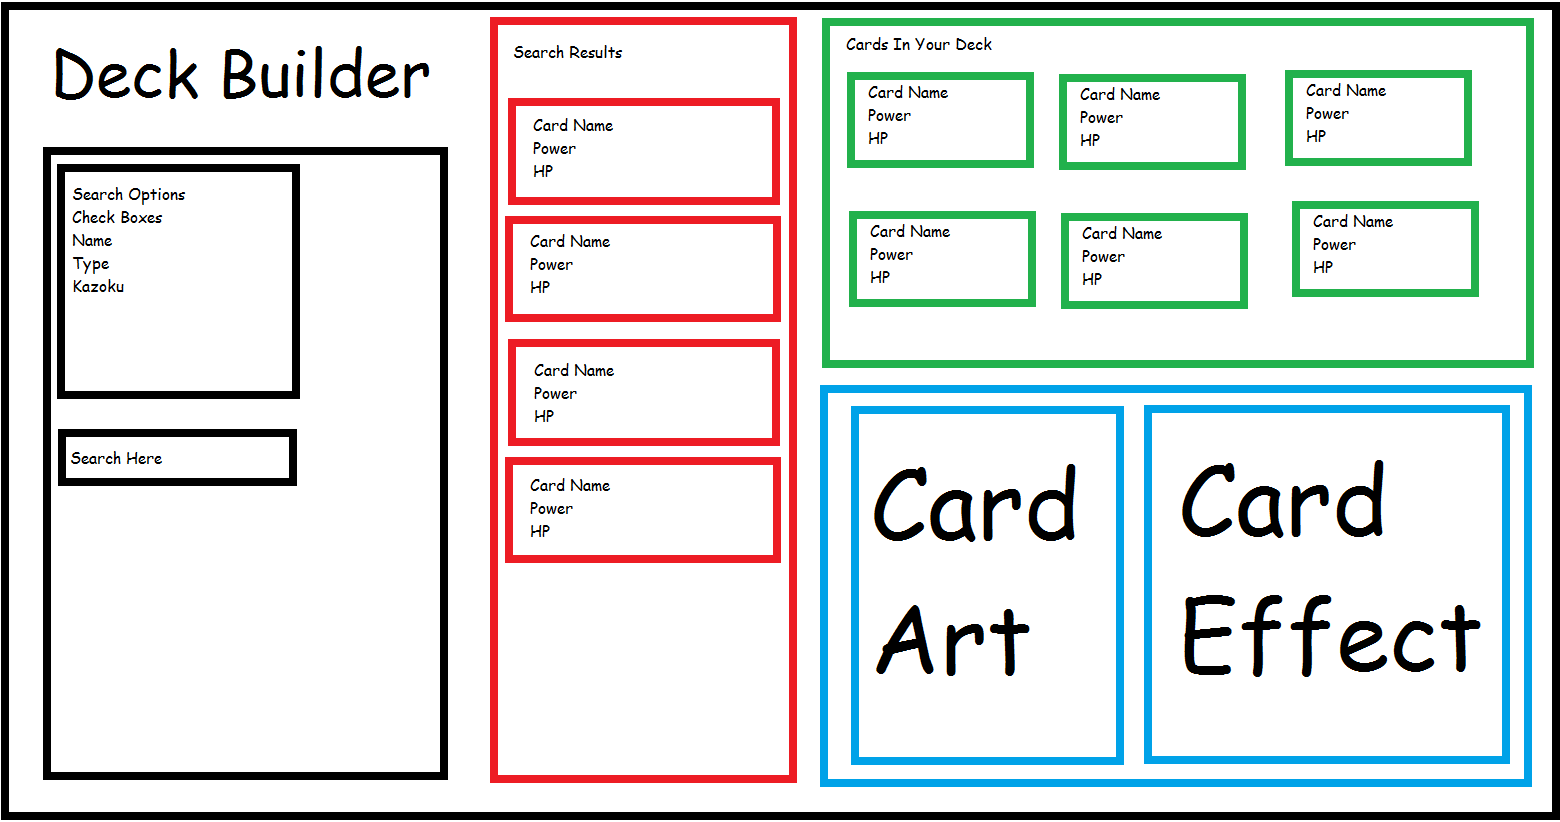 Deck Builder
Search Options
Check Boxes
Name
Type
Kazoku
Search Here
Search Results
Card Name
Power
HP
Card Name
Power
HP
Card Name
Power
HP
Card Name
Power
HP
Cards In Your Deck
Card Name
Power
HP
Card Name
Power
HP
Card Name
Power
HP
Card Name
Power
HP
Card Name
Power
HP
Card Name
Power
HP
Card
Art
Card
Effect